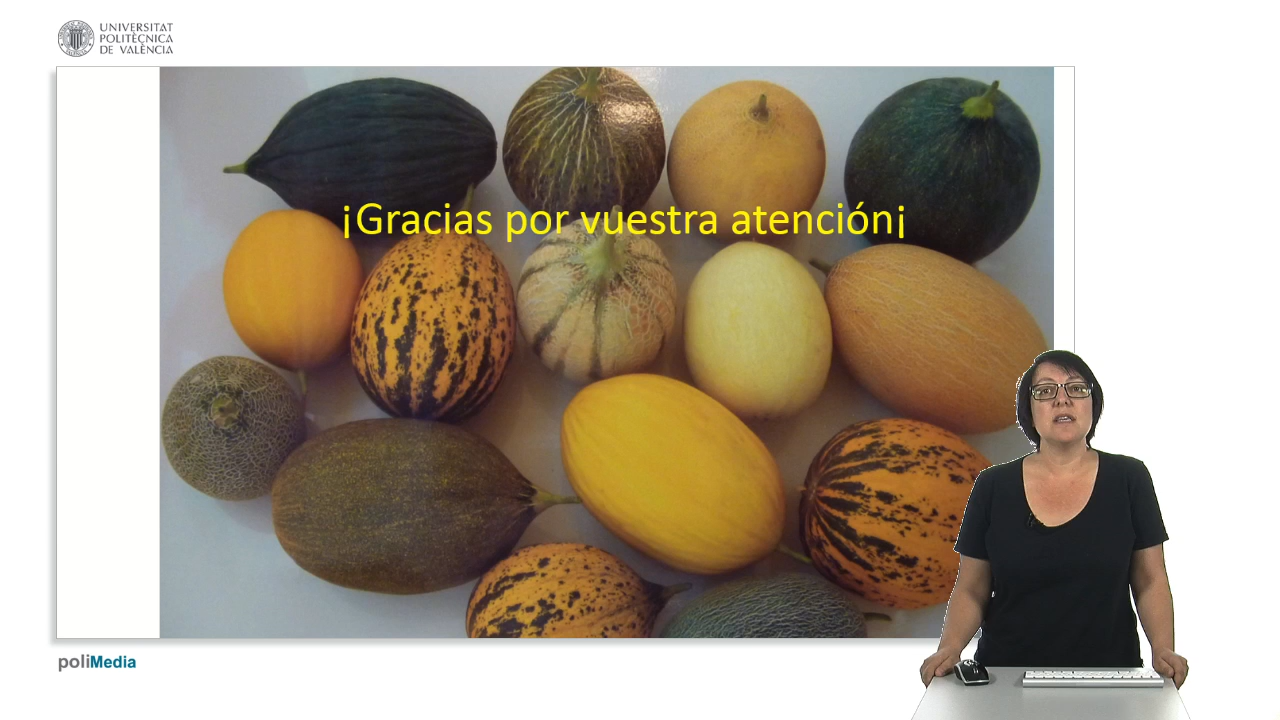 UNIVERSITAT
POLITÈCNICA
DE VALÈNCIA
¡Gracias por vuestra atención¡
poliMedia